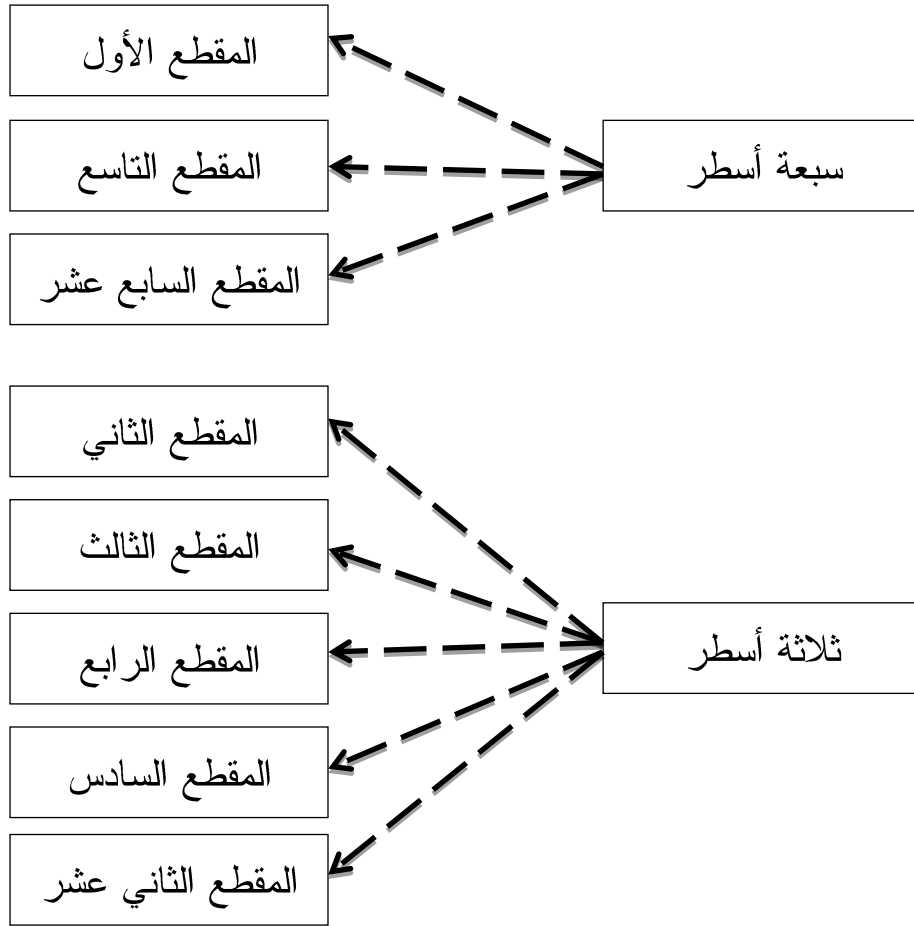 سبعة أسطر
المقطع الأول
المقطع التاسع
المقطع السابع عشر
ثلاثة أسطر
المقطع الثاني
المقطع الثالث
المقطع الرابع
المقطع السادس
المقطع الثاني عشر